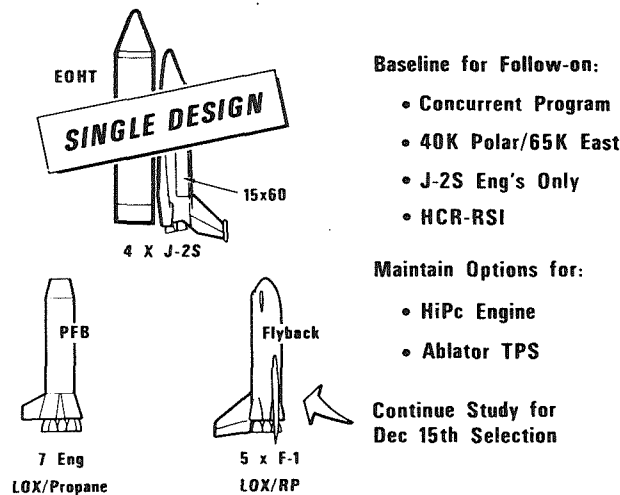 EOHT
SINGLE DESIGN
15x60
4 X J-2S
PFB
7 Eng
LOX/Propane
Flyback
5 x F-1
LOX/RP
Baseline for Follow-on:
• Concurrent Program
• 40K Polar/65K East
• J-2S Eng's Only
• HCR-RSI
Maintain Options for:
• HiPc Engine
• Ablator TPS
Continue Study for
Dec 15th Selection